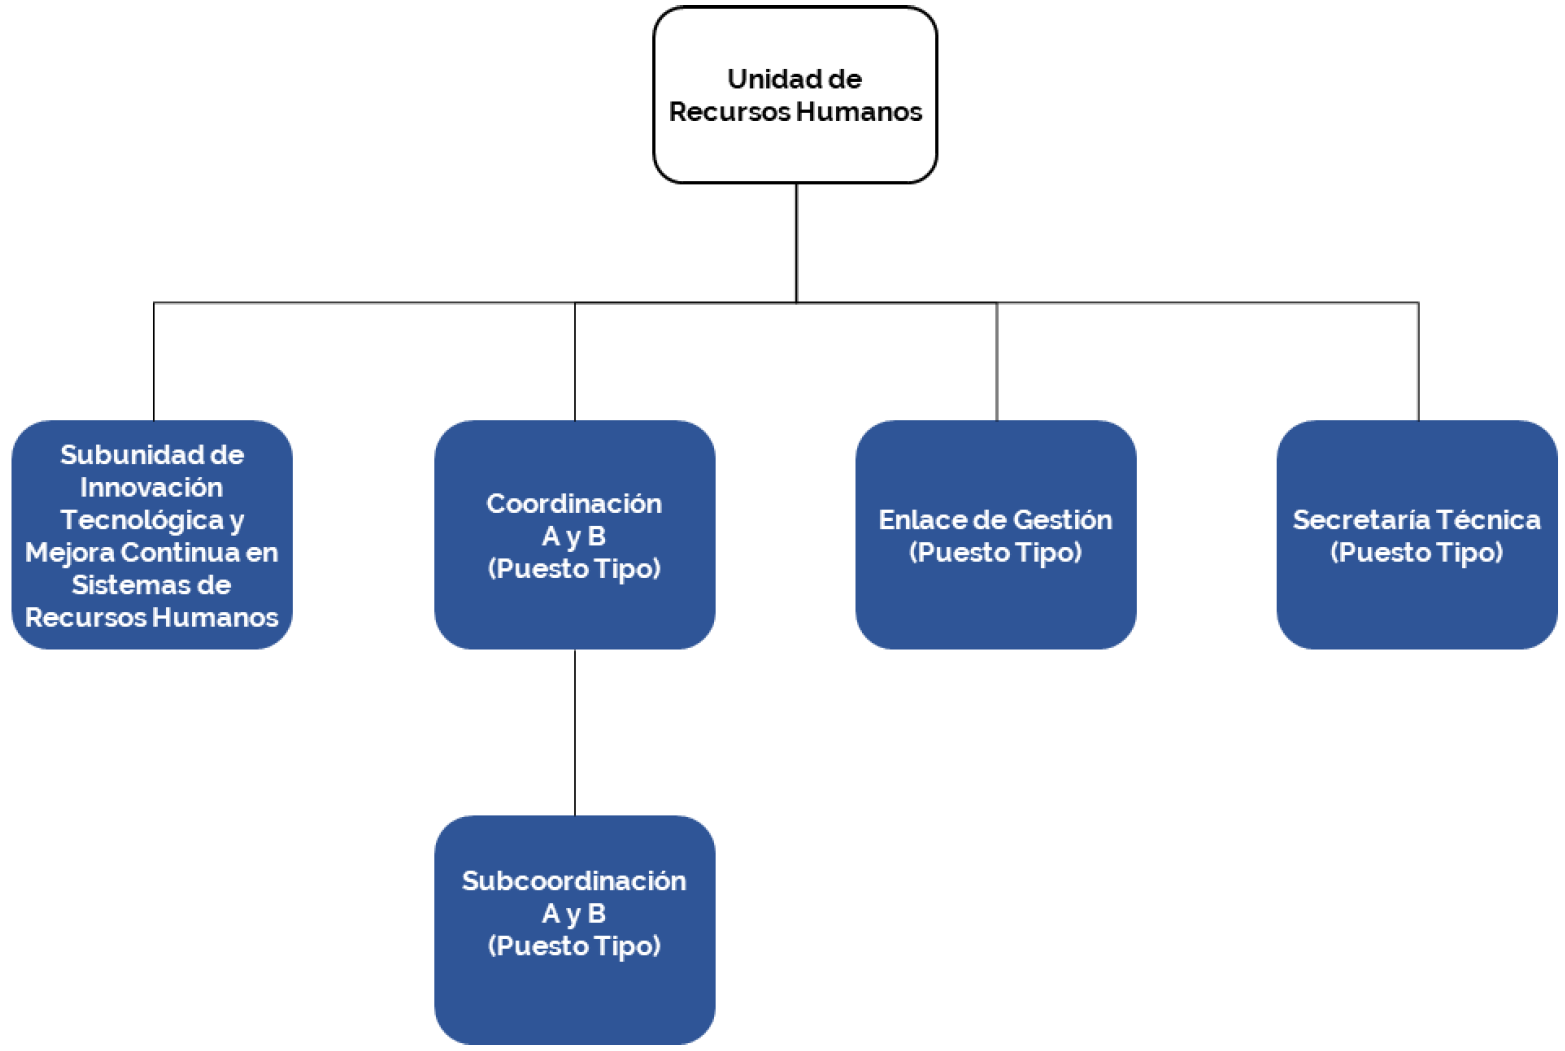 Unidad de
Recursos Humanos
Subunidad de
Innovación
Tecnológica y
Mejora Continua en
Sistemas de
Recursos Humanos
Coordinación
A y B
(Puesto Tipo)
Enlace de Gestión
(Puesto Tipo)
Secretaría Técnica
(Puesto Tipo)
Subcoordinación
A y B
(Puesto Tipo)